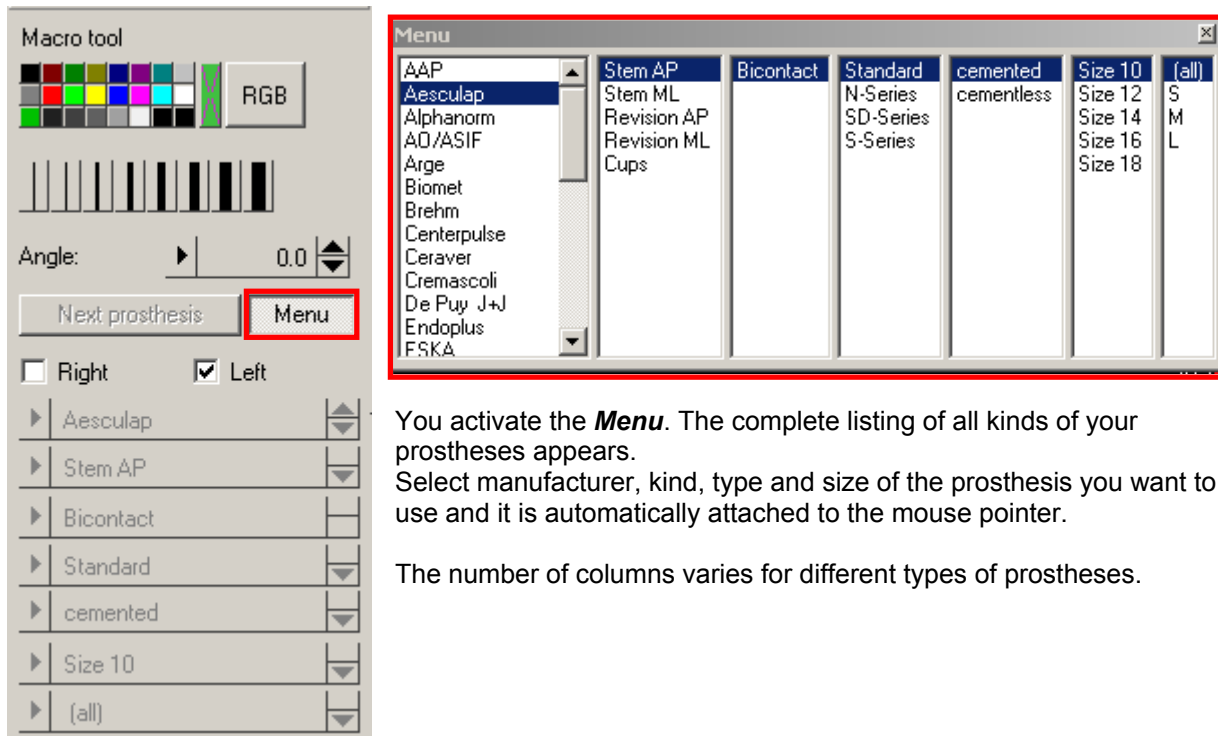 Macro tool
RGB
Angle:
0.0
Next prosthesis
Menu
Right
Left
Aesculap
Stem AP
Bicontact
Standard
cemented
Size 10
(all)
Menu
AAP
Aesculap
Alphanorm
AO/ASIF
Arge
Biomet
Brehm
Centerpulse
Ceraver
Cremascoli
De Puy J+J
Endoplus
ESKA
Stem AP
Stem ML
Revision AP
Revision ML
Cups
Bicontact
Standard
N-Series
SD-Series
S-Series
cemented
cementless
Size 10
Size 12
Size 14
Size 16
Size 18
(all)
S
M
L
You activate the Menu. The complete listing of all kinds of your
prostheses appears.
Select manufacturer, kind, type and size of the prosthesis you want to
use and it is automatically attached to the mouse pointer.
The number of columns varies for different types of prostheses.